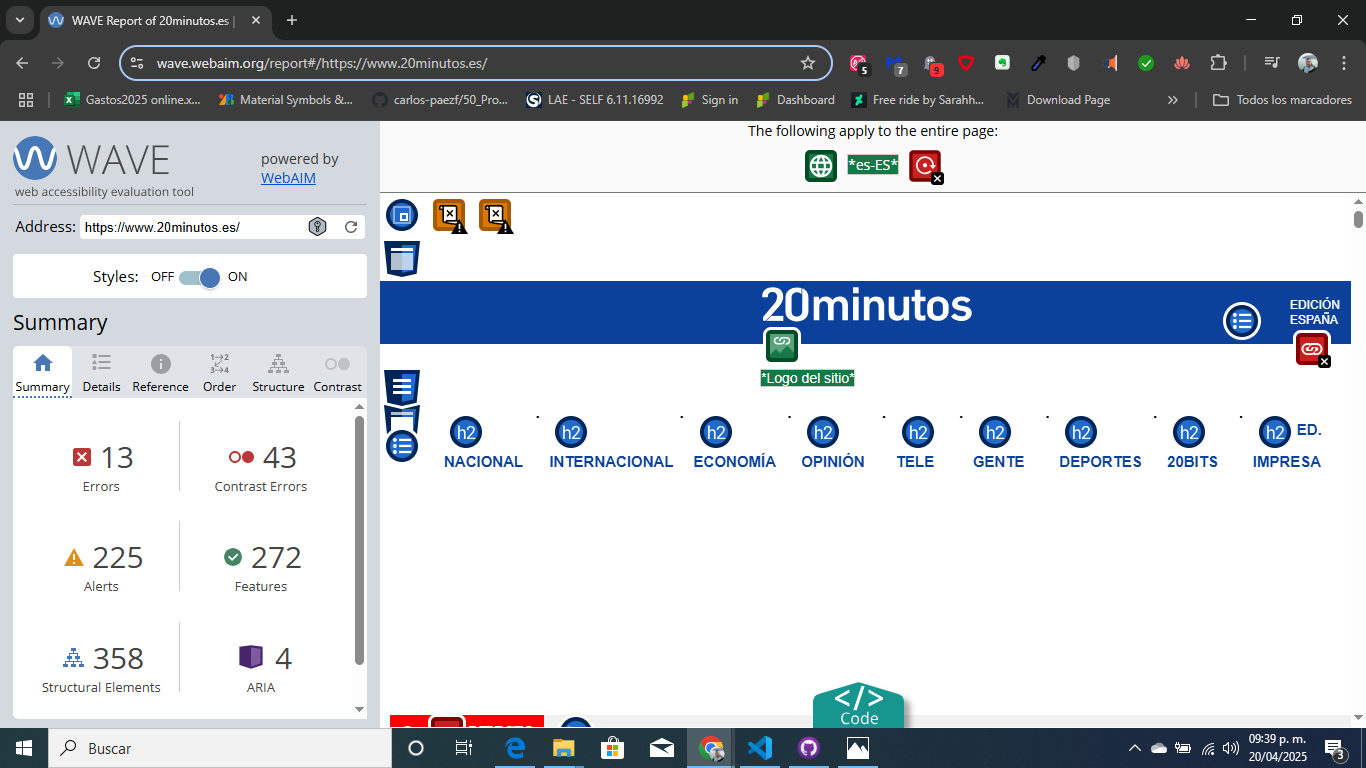 WAVE Report of 20minutos.es |
wave.webaim.org/report#/https://www.20minutos.es/
5
7
9
Gastos2025 online.x...
Material Symbols &...
carlos-paezf/50_Pro...
LAE - SELF 6.11.16992
Sign in
Dashboard
Free ride by Sarahh...
Download Page
Todos los marcadores
WAVE
web accessibility evaluation tool
powered by
WebAIM
Address: https://www.20minutos.es/
Styles: OFF ON
Summary
Summary Details Reference Order Structure Contrast
13
Errors
43
Contrast Errors
225
Alerts
272
Features
358
Structural Elements
4
ARIA
The following apply to the entire page:
*es-ES*
20minutos
EDICIÓN
ESPAÑA
*Logo del sitio*
h2 h2 h2 h2 h2 h2 h2 h2 h2 ED.
NACIONAL INTERNACIONAL ECONOMÍA OPINIÓN TELE GENTE DEPORTES 20BITS IMPRESA
</>
Code
Buscar
09:39 p. m.
20/04/2025
3